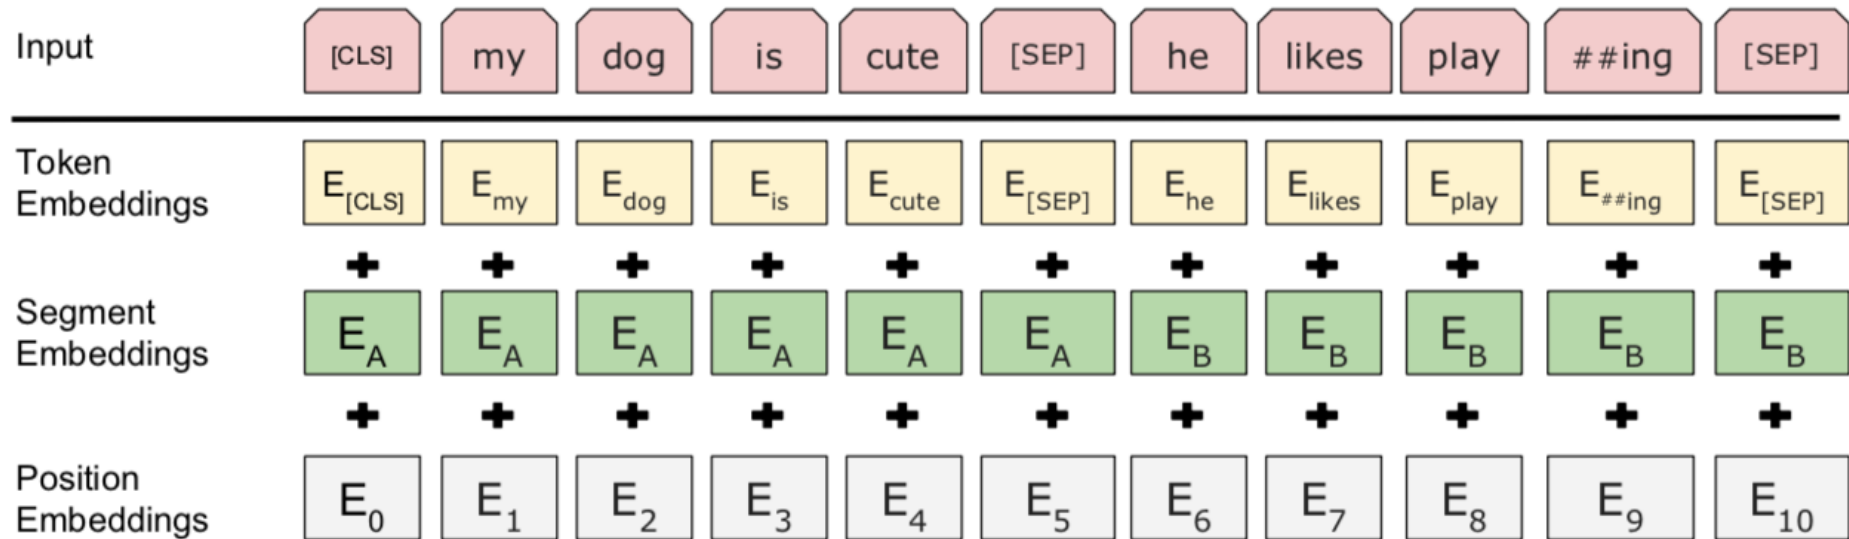 Input [CLS] my dog is cute [SEP] he likes play ##ing [SEP]
Token
Embeddings
E[CLS] Emy Edog Eis Ecute E[SEP] Ehe Elikes Eplay E##ing E[SEP]
+ + + + + + + + + + +
Segment
Embeddings
EA EA EA EA EA EA EB EB EB EB EB
+ + + + + + + + + + +
Position
Embeddings
E0 E1 E2 E3 E4 E5 E6 E7 E8 E9 E10